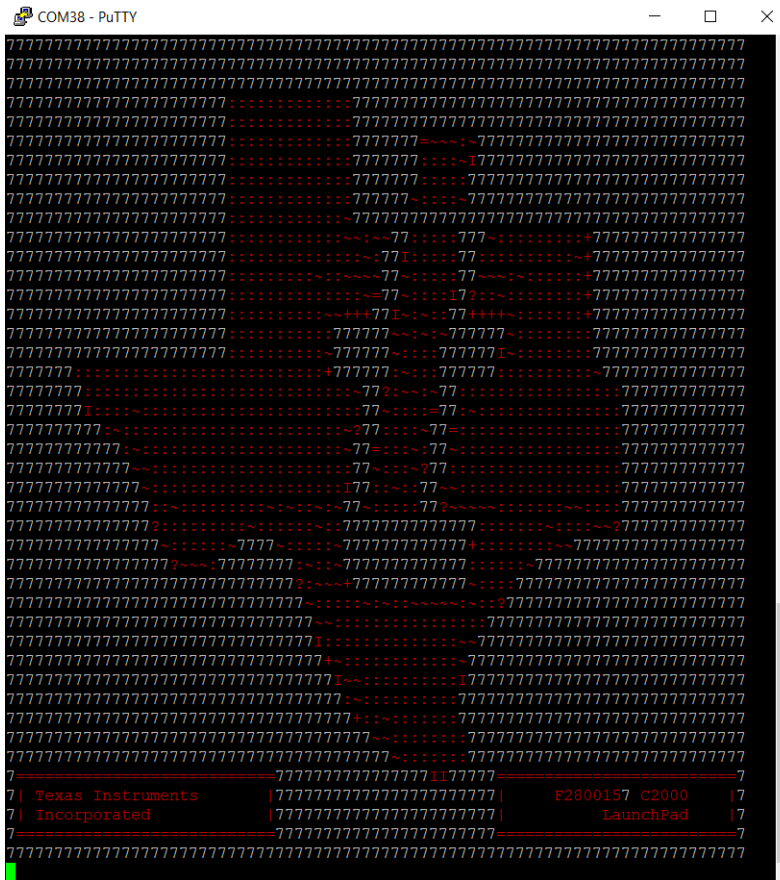 COM38 - PuTTY
Texas Instruments
Incorporated
F2800157 C2000
LaunchPad